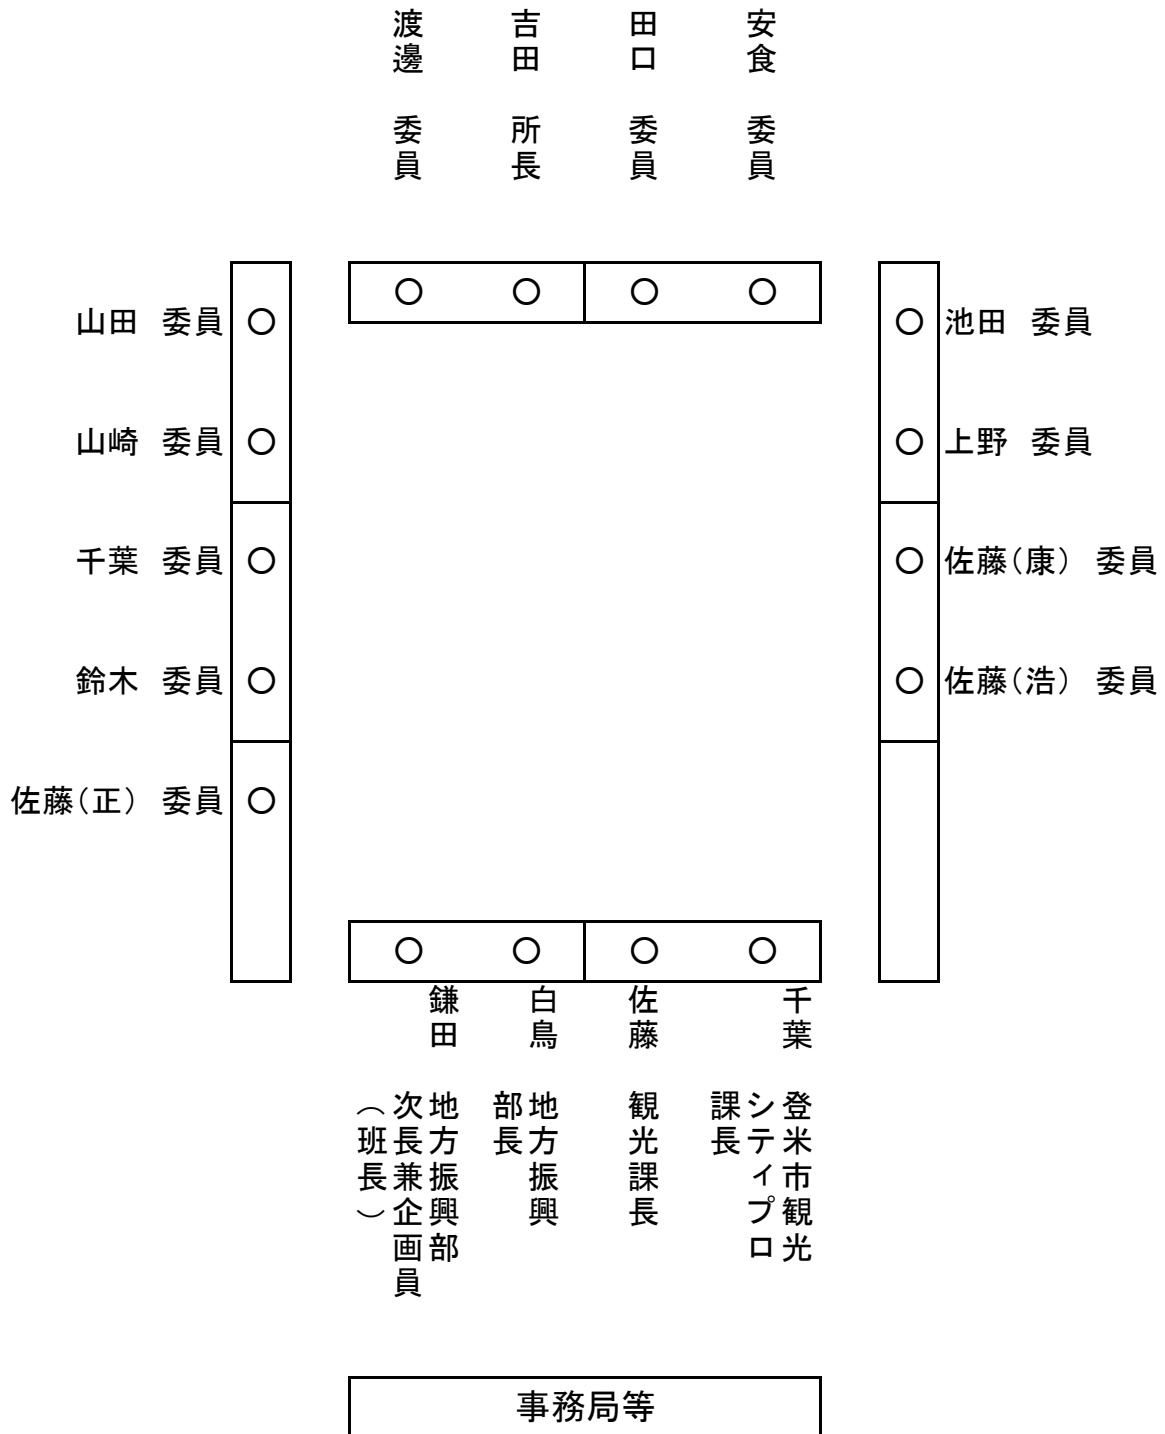 渡邊 委員
吉田 所長
田口 委員
安食 委員
山田 委員
山崎 委員
千葉 委員
鈴木 委員
佐藤(正) 委員
池田 委員
上野 委員
佐藤(康) 委員
佐藤(浩) 委員
鎌田 地方振興部
次長兼企画員
(班長)
白鳥 地方振興
部長
佐藤 観光課長
千葉 登米市観光
シティプロ
課長
事務局等